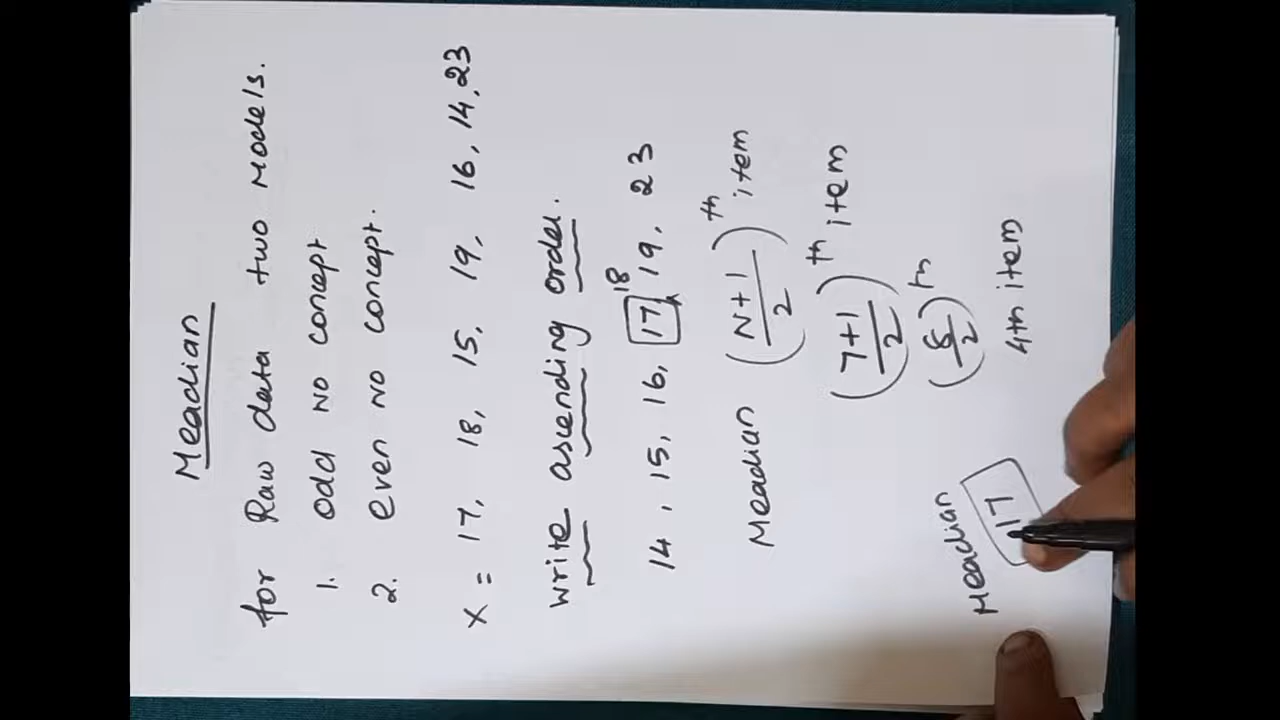 Meadian
for Raw data two Models.
1. odd no concept
2. even no concept.
X = 17, 18, 15, 19, 16, 14, 23
write ascending order.
18
14, 15, 16, 17, 19, 23
Meadian (N+1/2)th item
(7+1/2)th item
(8/2)th
4th item
Meadian
17